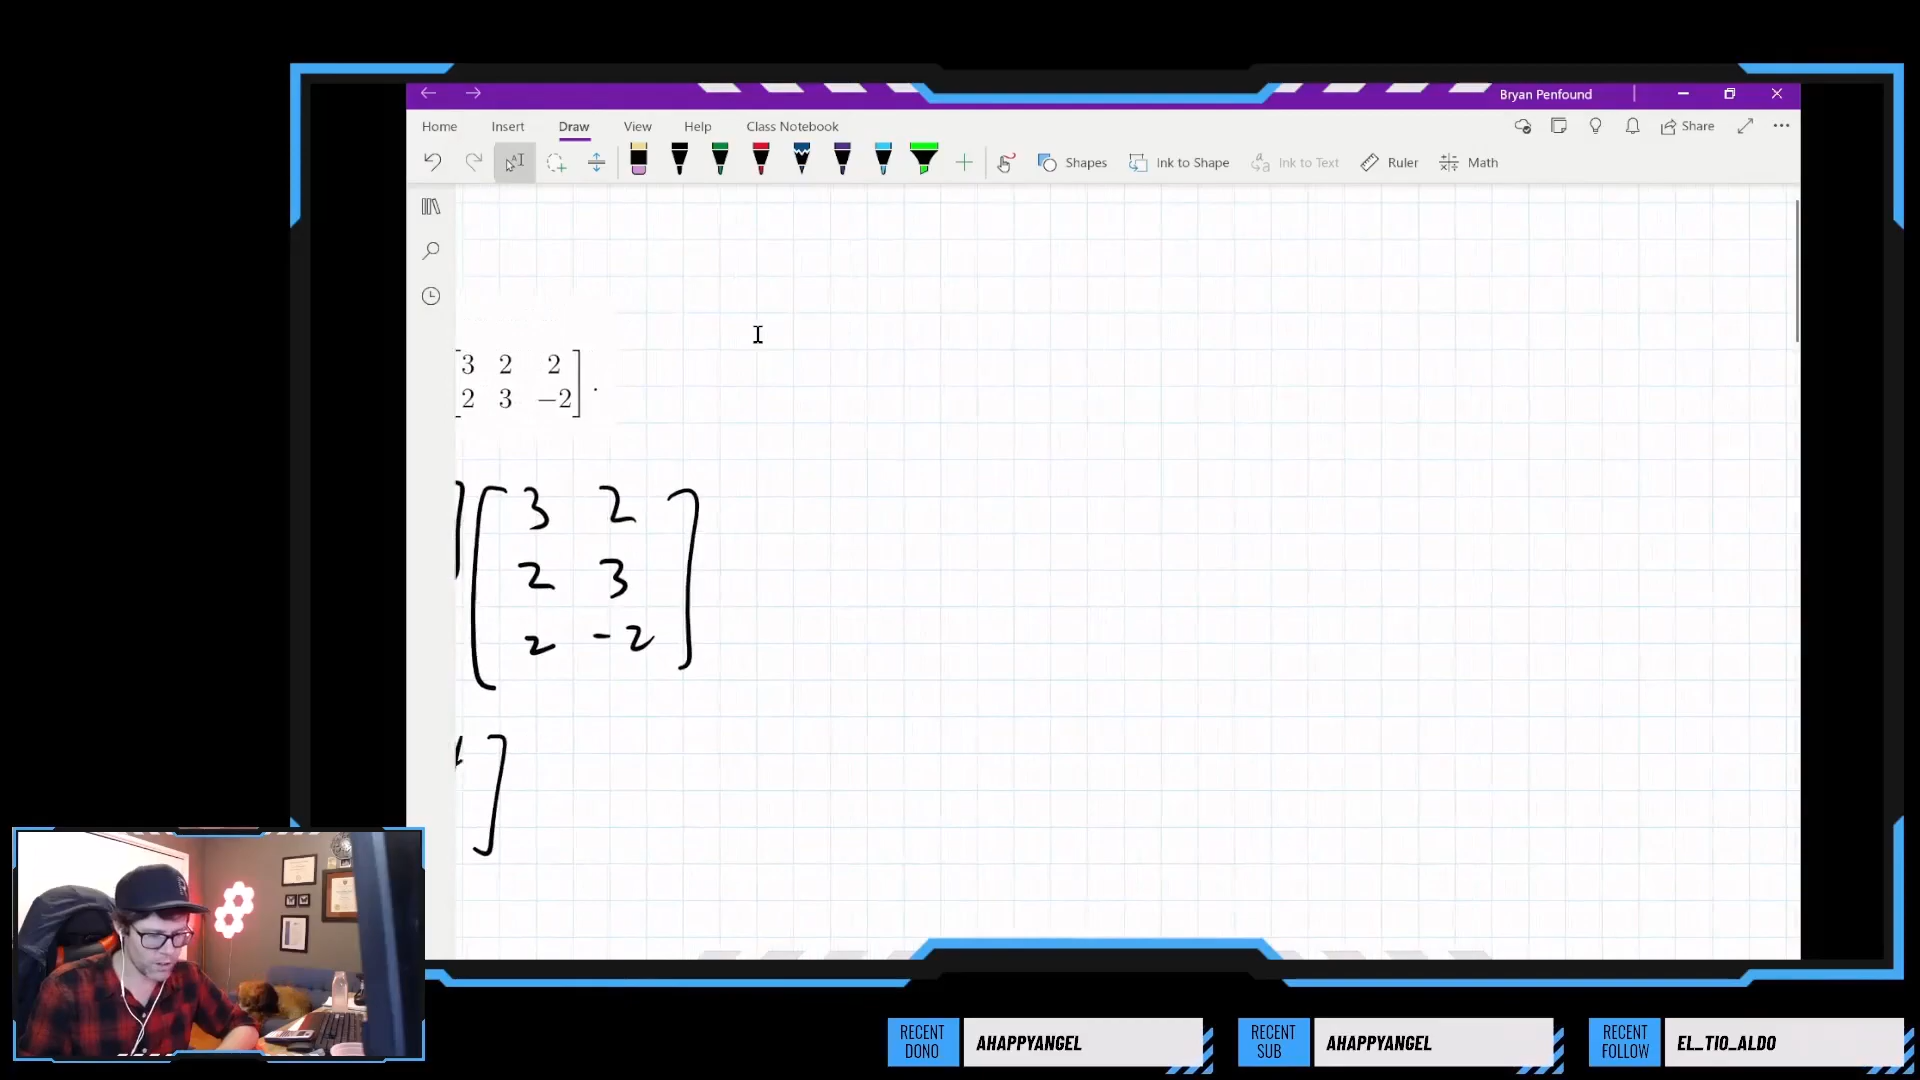 Bryan Penfound
Home Insert Draw View Help Class Notebook Share
Shapes Ink to Shape Ink to Text Ruler Math
3 2 2
2 3 −2 .
3 2
2 3
2 -2
RECENT DONO AHAPPYANGEL
RECENT SUB AHAPPYANGEL
RECENT FOLLOW EL_TIO_ALDO